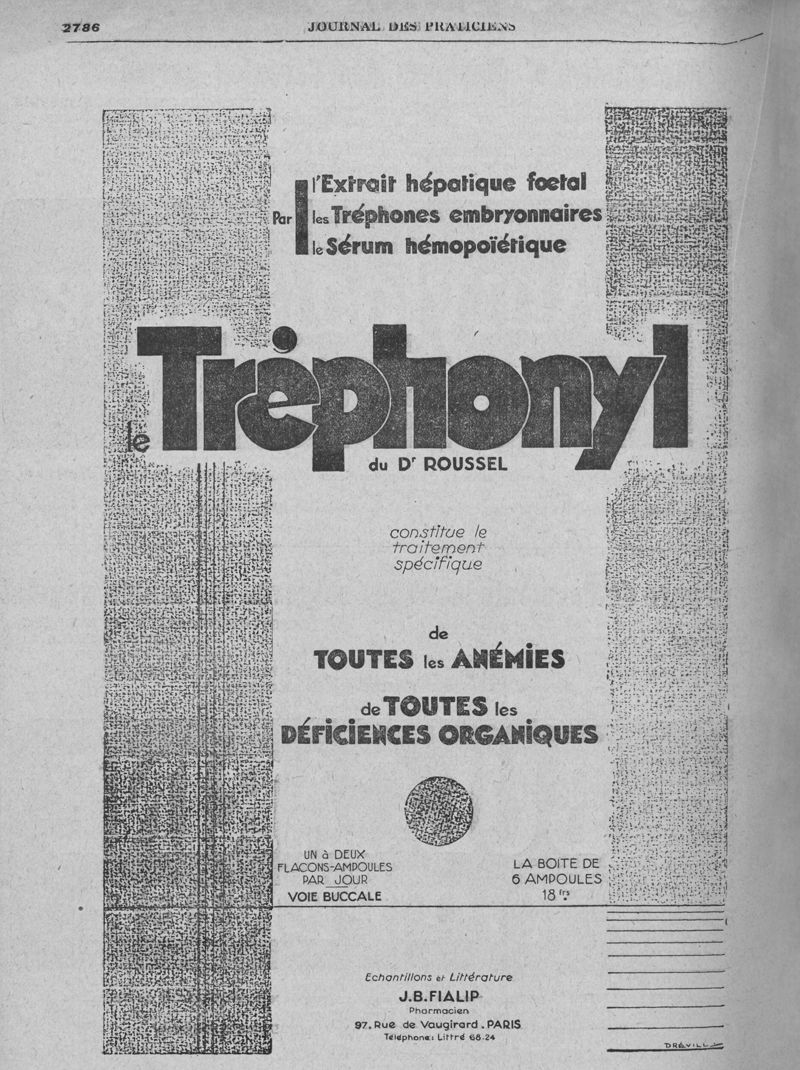 2786
JOURNAL DES PRATICIENS
Par
l'Extrait hépatique fœtal
les Tréphones embryonnaires
le Sérum hémopoïétique
le Tréphonyl
du Dr ROUSSEL
constitue le
traitement
spécifique
de
TOUTES les ANÉMIES
de TOUTES les
DÉFICIENCES ORGANIQUES
UN à DEUX
FLACONS-AMPOULES
PAR JOUR
VOIE BUCCALE
LA BOITE DE
6 AMPOULES
18 frs.
Echantillons et Littérature
J.B.FIALIP
Pharmacien
97. Rue de Vaugirard . PARIS
Téléphone: Littré 68.24